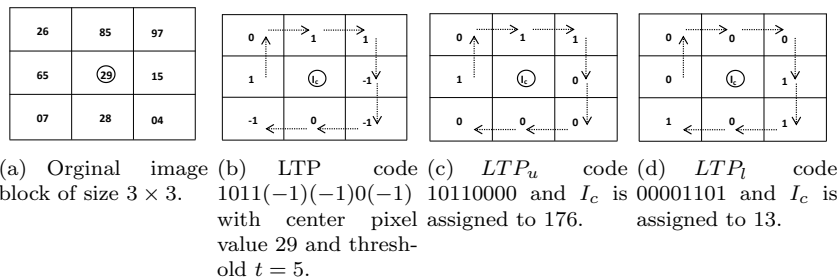 26 85 97
65 29 15
07 28 04
0 1 1
1 Ic -1
-1 0 -1
0 1 1
1 Ic 0
0 0 0
0 0 0
0 Ic 1
1 0 1
(a) Orginal image
block of size 3 × 3.
(b) LTP code
1011(−1)(−1)0(−1)
with center pixel
value 29 and thresh-
old t = 5.
(c) LTPu code
10110000 and Ic is
assigned to 176.
(d) LTPl code
00001101 and Ic is
assigned to 13.